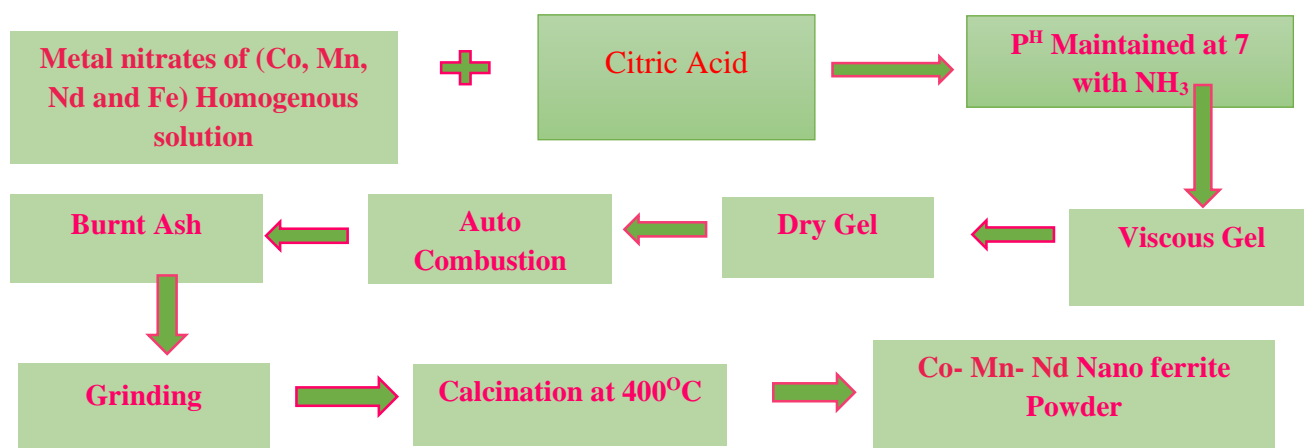 Metal nitrates of (Co, Mn,
Nd and Fe) Homogenous
solution
Citric Acid
Pᴴ Maintained at 7
with NH₃
Burnt Ash
Auto
Combustion
Dry Gel
Viscous Gel
Grinding
Calcination at 400⁰C
Co- Mn- Nd Nano ferrite
Powder